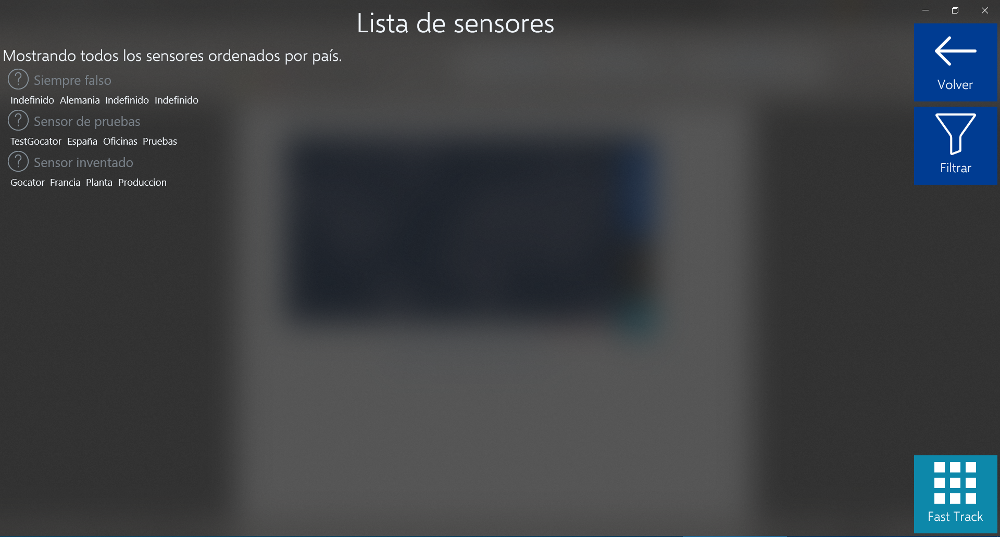 Lista de sensores
Mostrando todos los sensores ordenados por país.
? Siempre falso
Indefinido Alemania Indefinido Indefinido
? Sensor de pruebas
TestGocator España Oficinas Pruebas
? Sensor inventado
Gocator Francia Planta Produccion
Volver
Filtrar
Fast Track